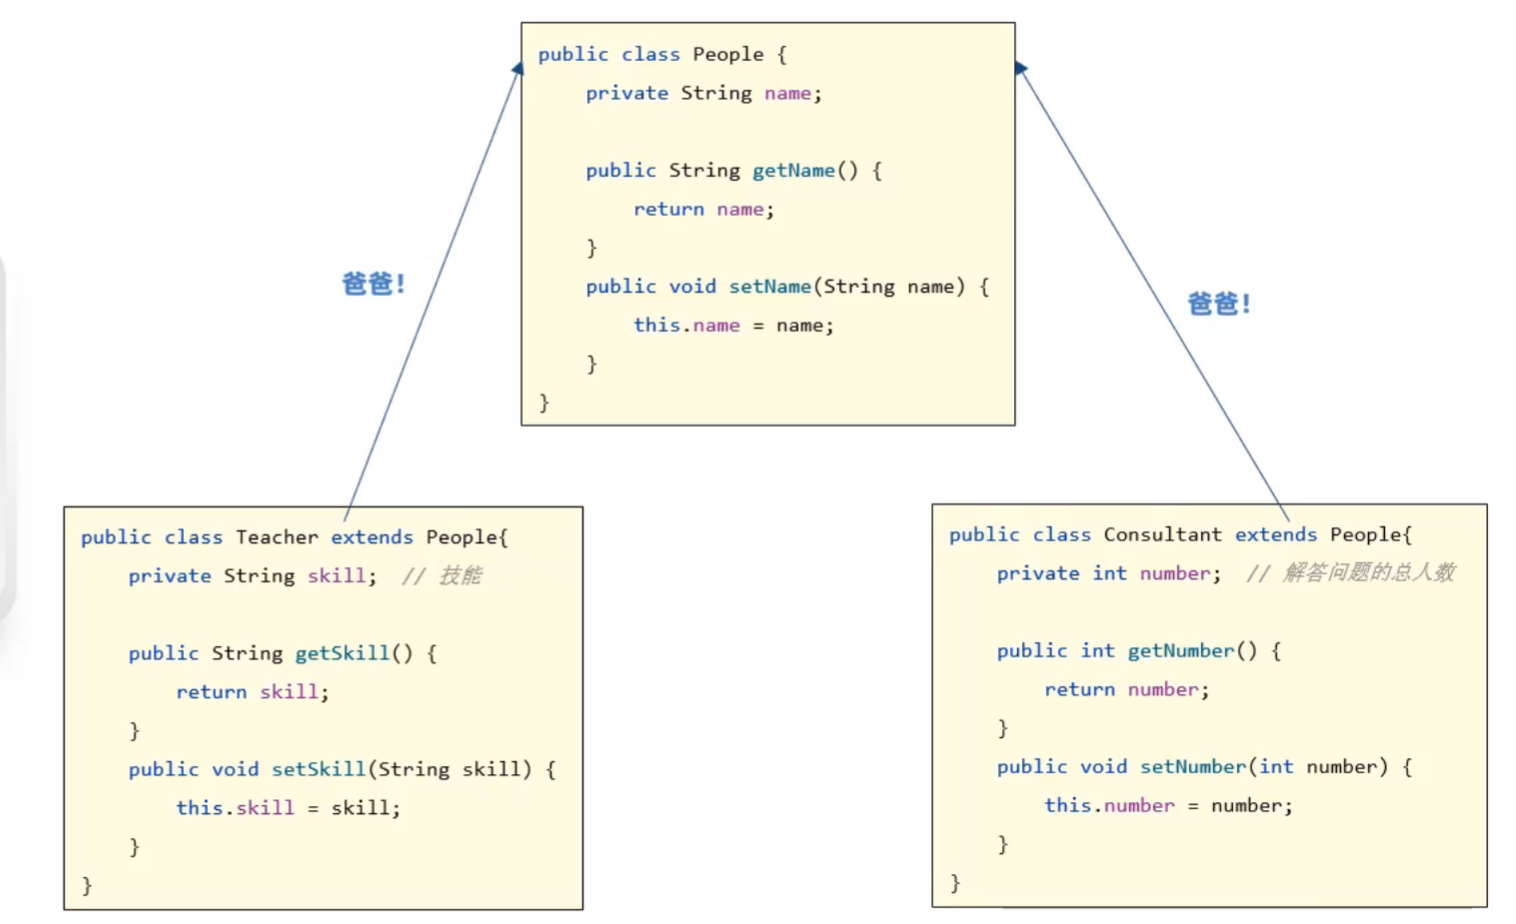 public class People {
private String name;
public String getName() {
return name;
}
public void setName(String name) {
this.name = name;
}
}
爸爸!
爸爸!
public class Teacher extends People{
private String skill; // 技能
public String getSkill() {
return skill;
}
public void setSkill(String skill) {
this.skill = skill;
}
}
public class Consultant extends People{
private int number; // 解答问题的总人数
public int getNumber() {
return number;
}
public void setNumber(int number) {
this.number = number;
}
}